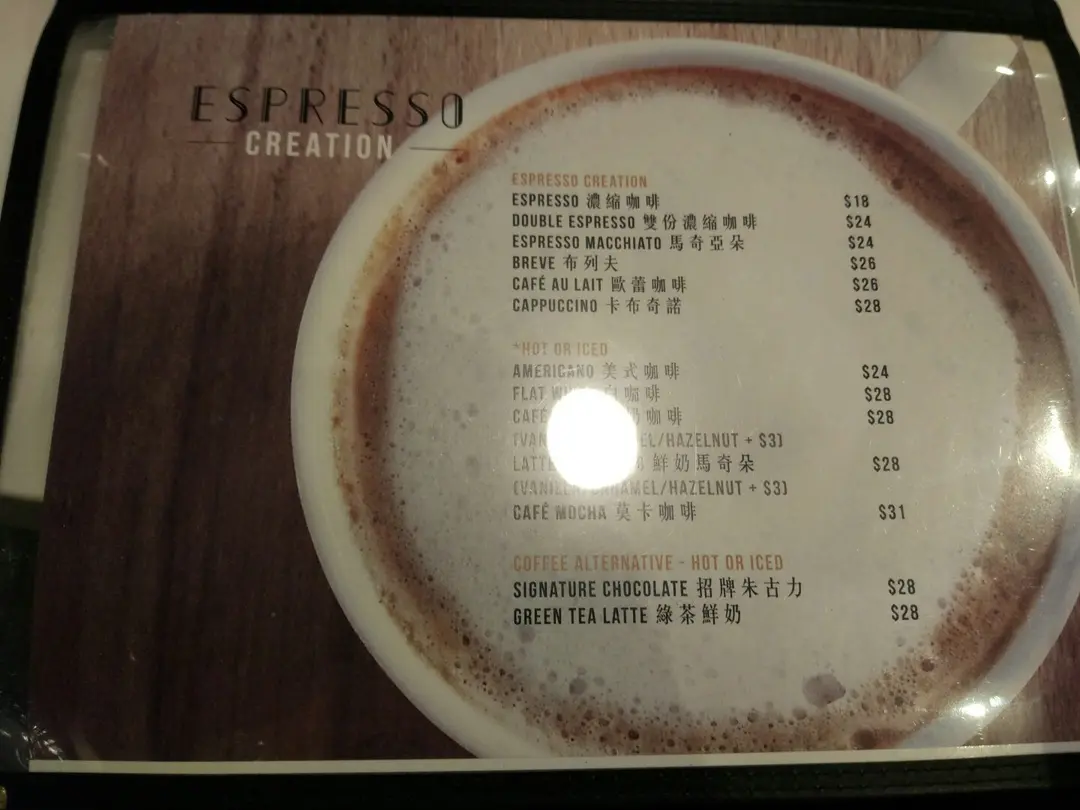 ESPRESSO
CREATION
ESPRESSO CREATION
ESPRESSO 濃縮咖啡 $18
DOUBLE ESPRESSO 雙份濃縮咖啡 $24
ESPRESSO MACCHIATO 馬奇亞朵 $24
BREVE 布列夫 $26
CAFÉ AU LAIT 歐蕾咖啡 $26
CAPPUCCINO 卡布奇諾 $28
*HOT OR ICED
AMERICANO 美式咖啡 $24
FLAT 白咖啡 $28
CAFÉ 咖啡 $28
/HAZELNUT + $3)
鮮奶馬奇朵 $28
(VANILLA/CARAMEL/HAZELNUT + $3)
CAFÉ MOCHA 莫卡咖啡 $31
COFFEE ALTERNATIVE - HOT OR ICED
SIGNATURE CHOCOLATE 招牌朱古力 $28
GREEN TEA LATTE 綠茶鮮奶 $28